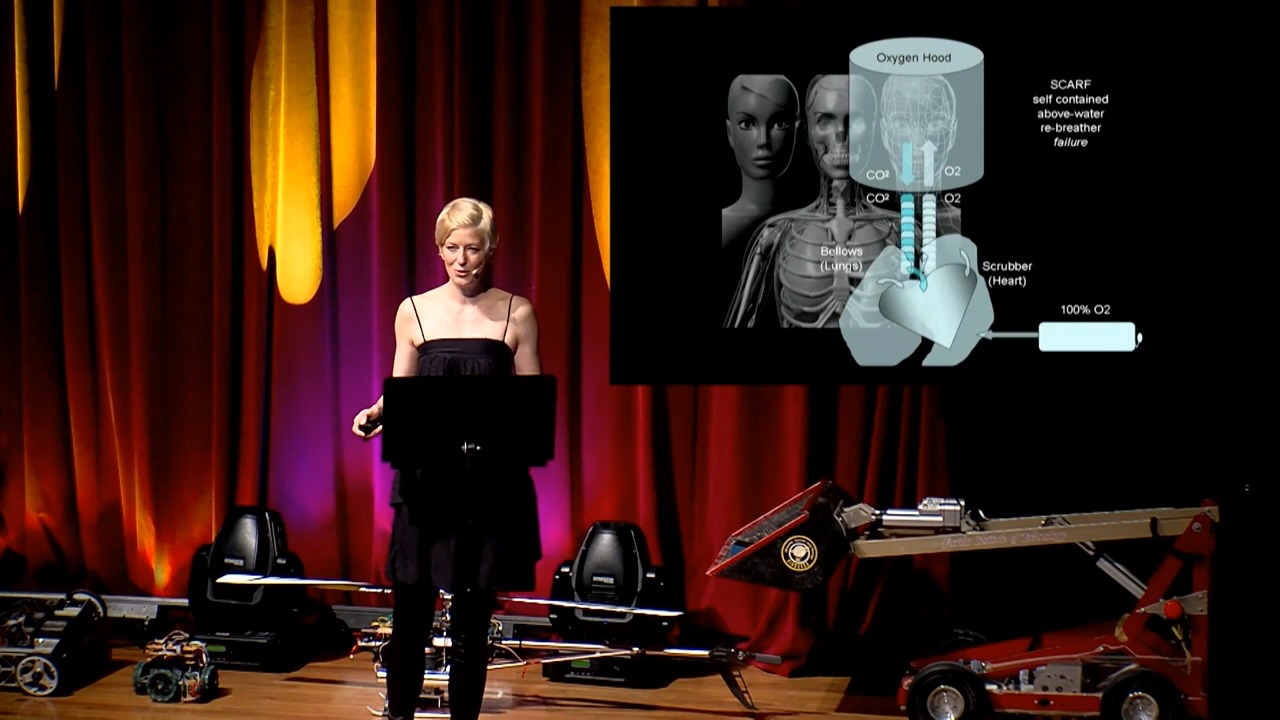 Oxygen Hood
SCARF
self contained
above-water
re-breather
failure
CO² O2
CO² O2
Bellows
(Lungs)
Scrubber
(Heart)
100% O2